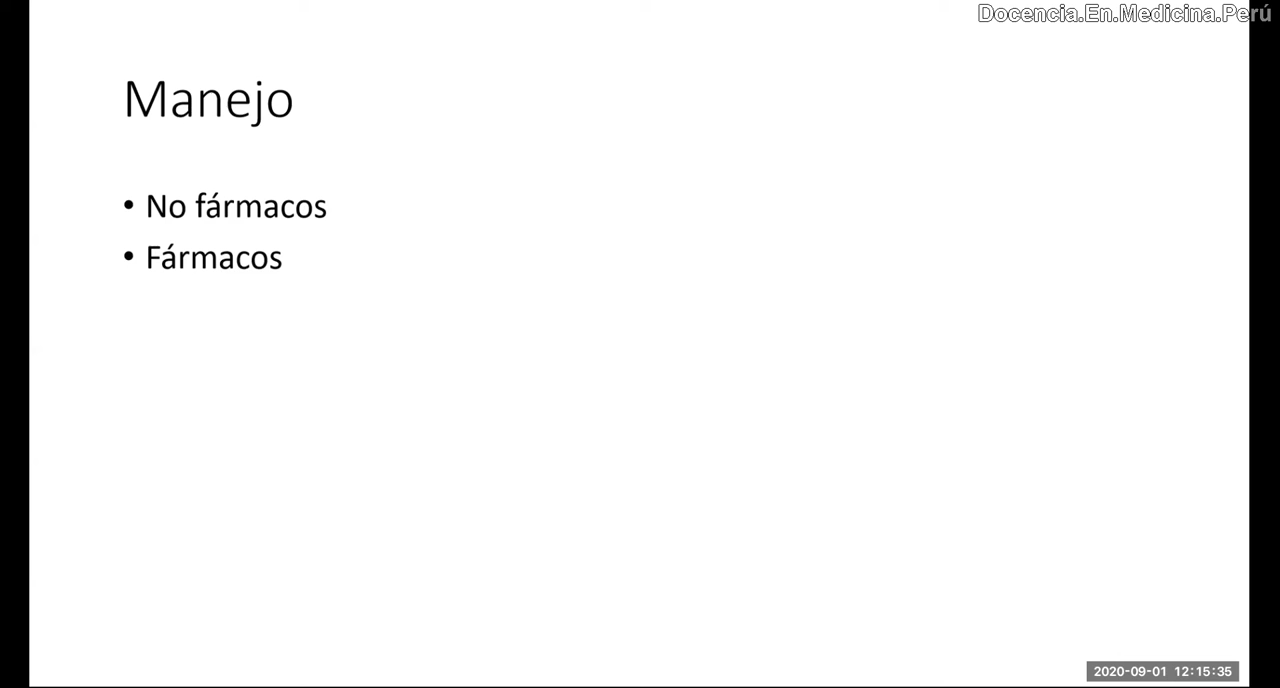 Docencia.En.Medicina.Perú
Manejo
• No fármacos
• Fármacos
2020-09-01 12:15:35